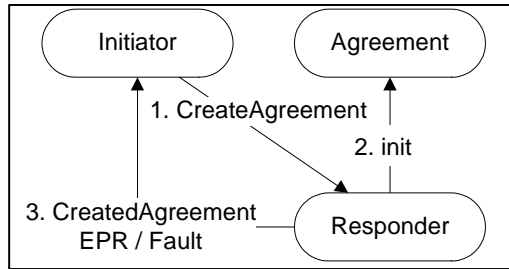 Initiator
Agreement
1. CreateAgreement
2. init
3. CreatedAgreement
EPR / Fault
Responder